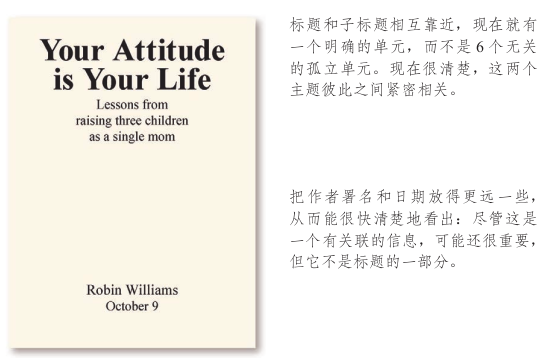 Your Attitude
is Your Life
Lessons from
raising three children
as a single mom
Robin Williams
October 9
标题和子标题相互靠近，现在就有
一个明确的单元，而不是 6 个无关
的孤立单元。现在很清楚，这两个
主题彼此之间紧密相关。
把作者署名和日期放得更远一些，
从而能很快清楚地看出：尽管这是
一个有关联的信息，可能还很重要，
但它不是标题的一部分。